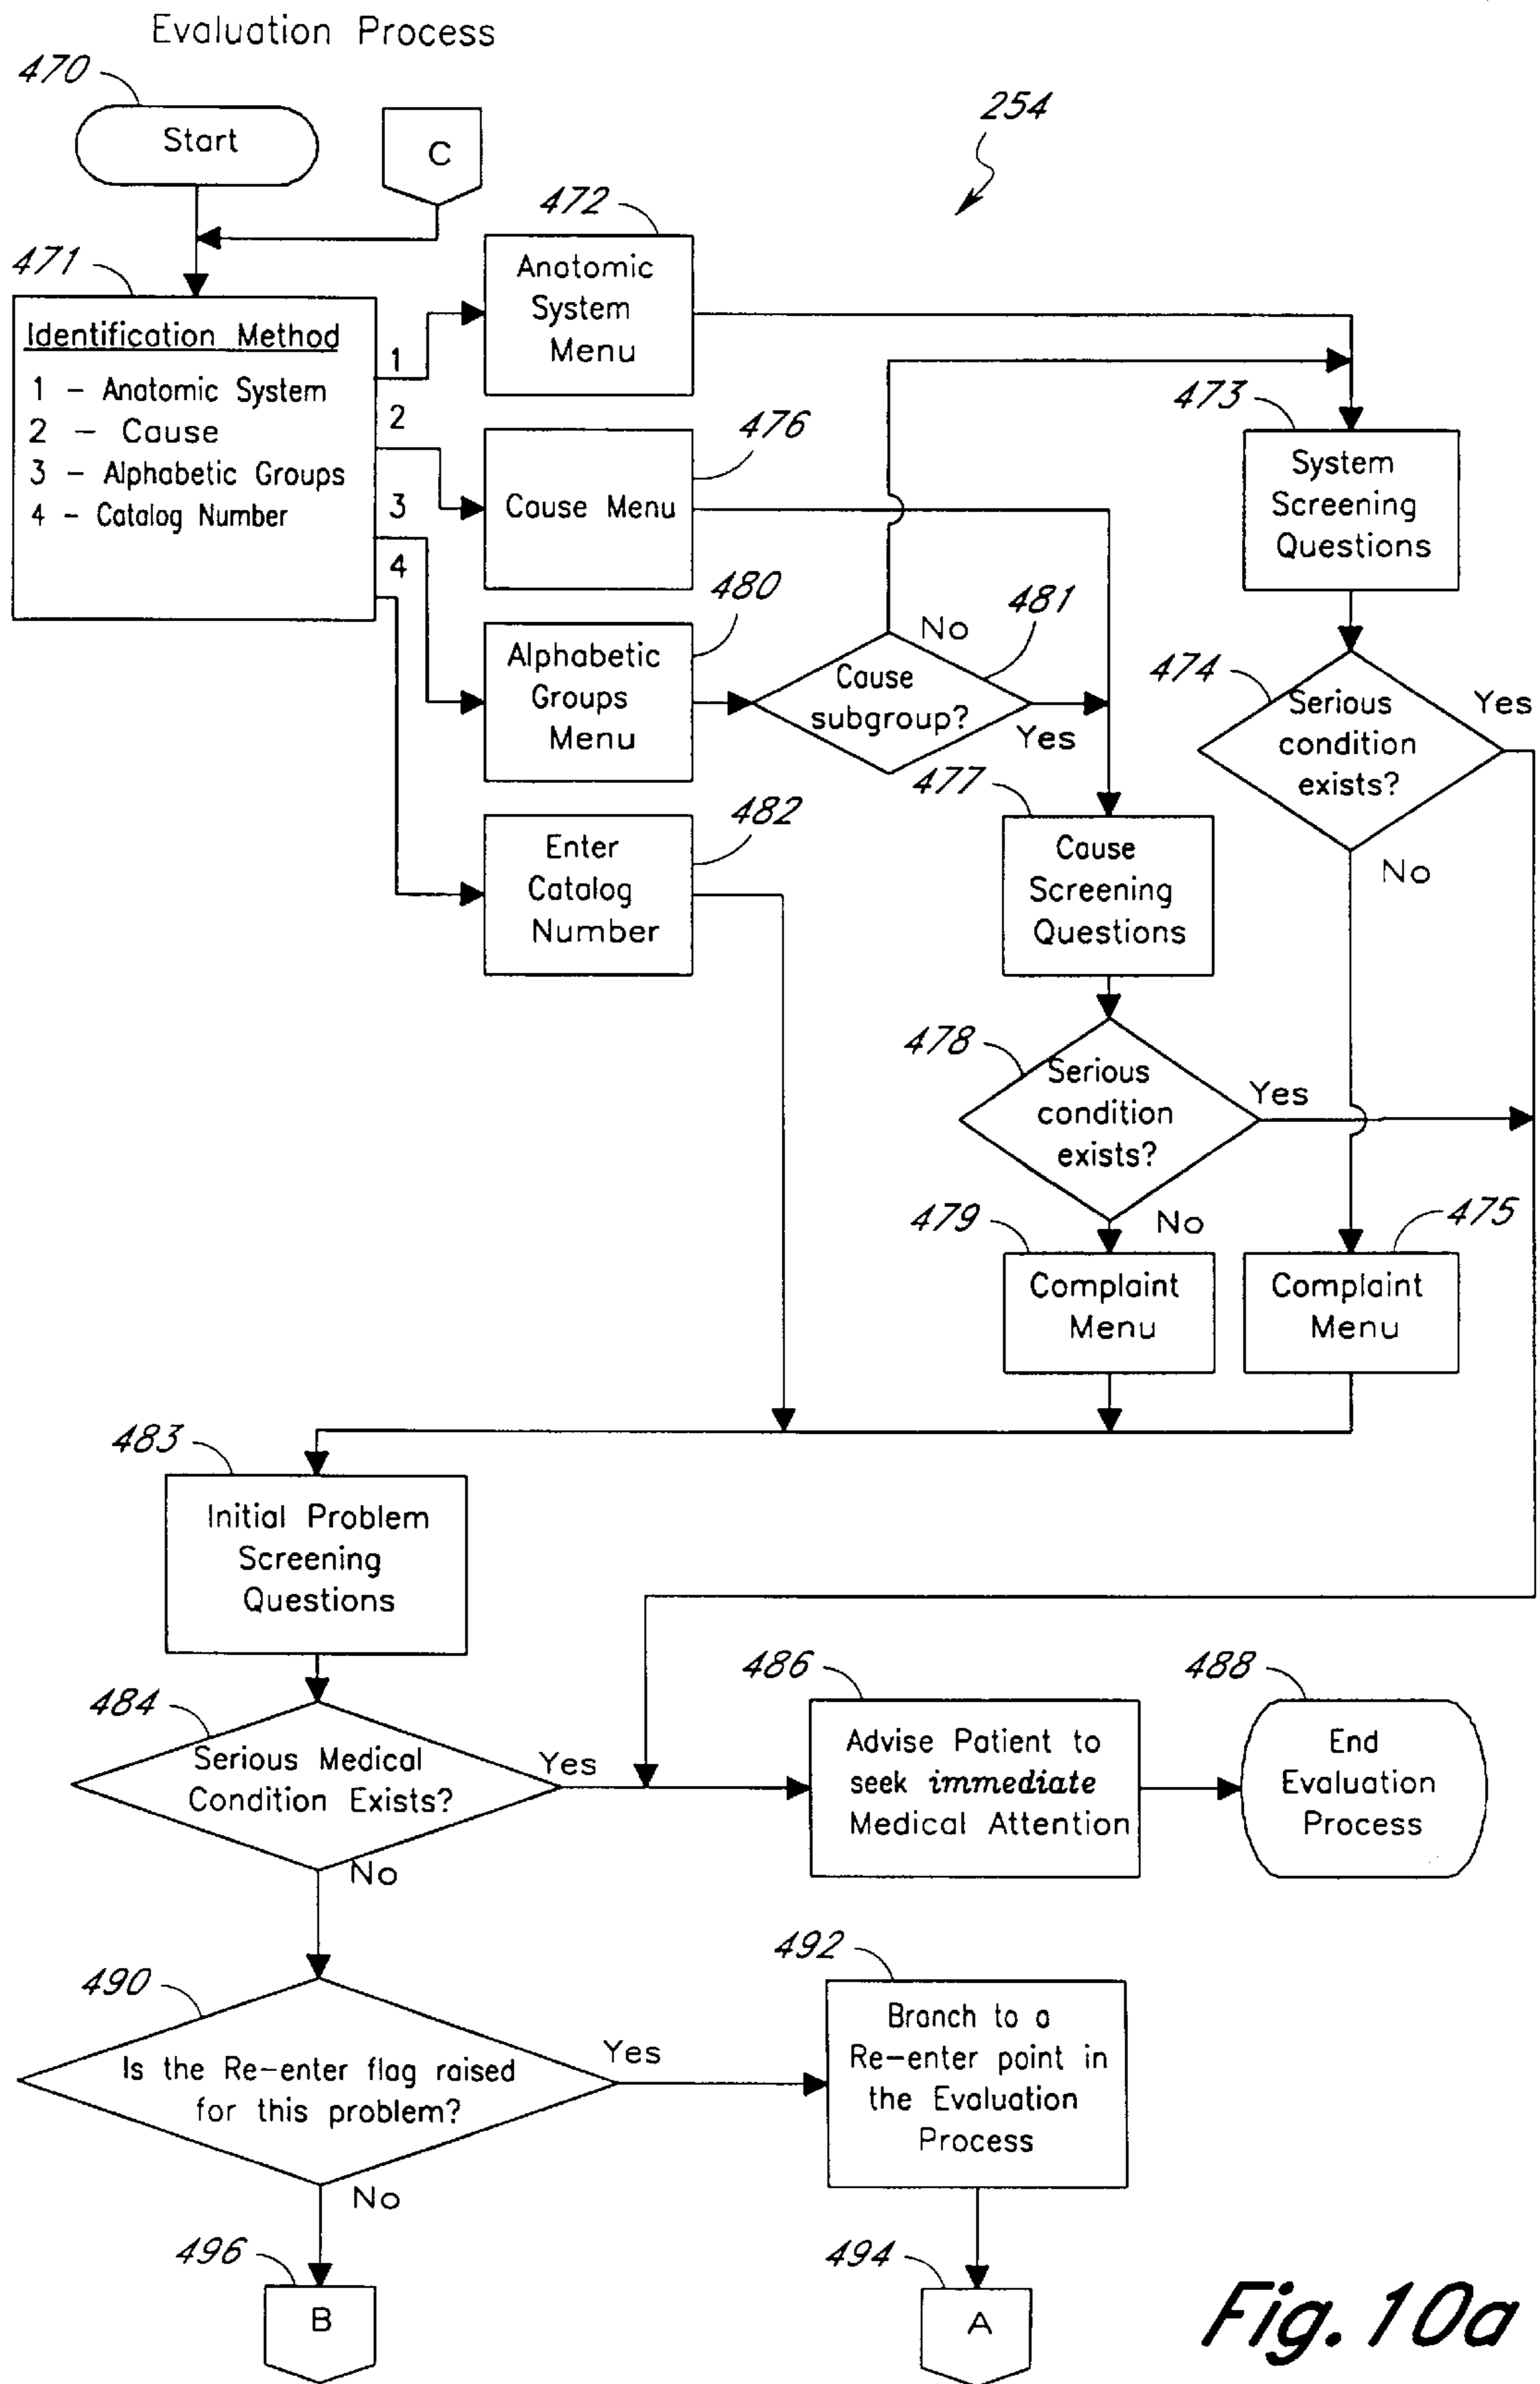 Evaluation Process
470
Start
C
254
471
Identification Method
1 - Anatomic System
2 - Cause
3 - Alphabetic Groups
4 - Catalog Number
1
2
3
4
472
Anatomic
System
Menu
476
Cause Menu
480
Alphabetic
Groups
Menu
481
Cause
subgroup?
No
Yes
482
Enter
Catalog
Number
473
System
Screening
Questions
474
Serious
condition
exists?
Yes
No
477
Cause
Screening
Questions
478
Serious
condition
exists?
Yes
No
479
Complaint
Menu
475
Complaint
Menu
483
Initial Problem
Screening
Questions
484
Serious Medical
Condition Exists?
Yes
No
486
Advise Patient to
seek immediate
Medical Attention
488
End
Evaluation
Process
490
Is the Re-enter flag raised
for this problem?
Yes
No
492
Branch to a
Re-enter point in
the Evaluation
Process
496
B
494
A
Fig. 10a